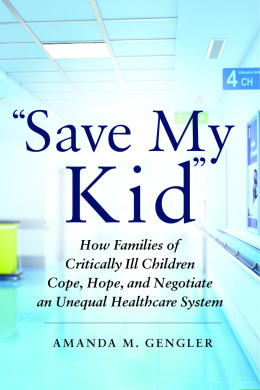 4
CH
"Save My
Kid"
How Families of
Critically Ill Children
Cope, Hope, and Negotiate
an Unequal Healthcare System
AMANDA M. GENGLER